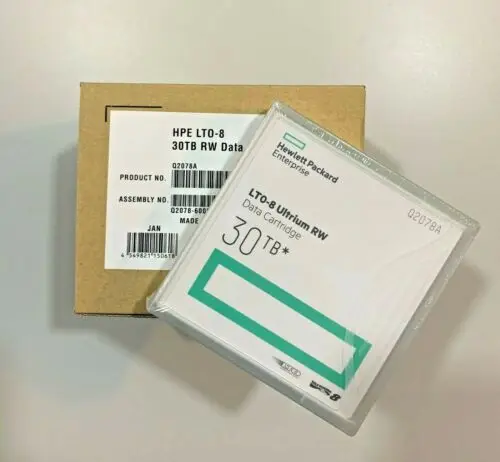 HPE LTO-8
30TB RW Data
Q2078A
PRODUCT NO.
ASSEMBLY NO.
MADE
JAN
Hewlett Packard
Enterprise
LTO-8 Ultrium RW
Data Cartridge
Q2078A
30TB*